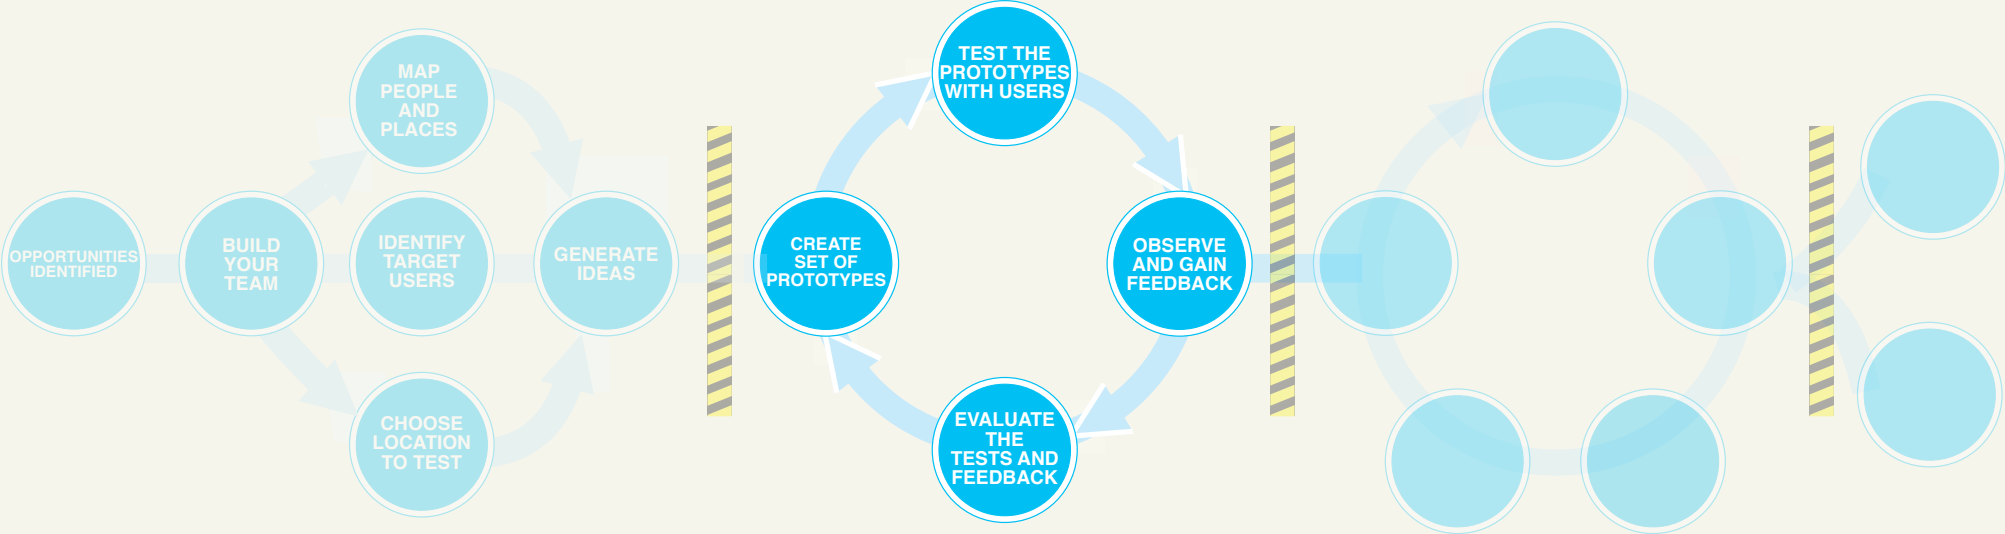 OPPORTUNITIES
IDENTIFIED
BUILD
YOUR
TEAM
MAP
PEOPLE
AND
PLACES
IDENTIFY
TARGET
USERS
CHOOSE
LOCATION
TO TEST
GENERATE
IDEAS
CREATE
SET OF
PROTOTYPES
TEST THE
PROTOTYPES
WITH USERS
OBSERVE
AND GAIN
FEEDBACK
EVALUATE
THE
TESTS AND
FEEDBACK